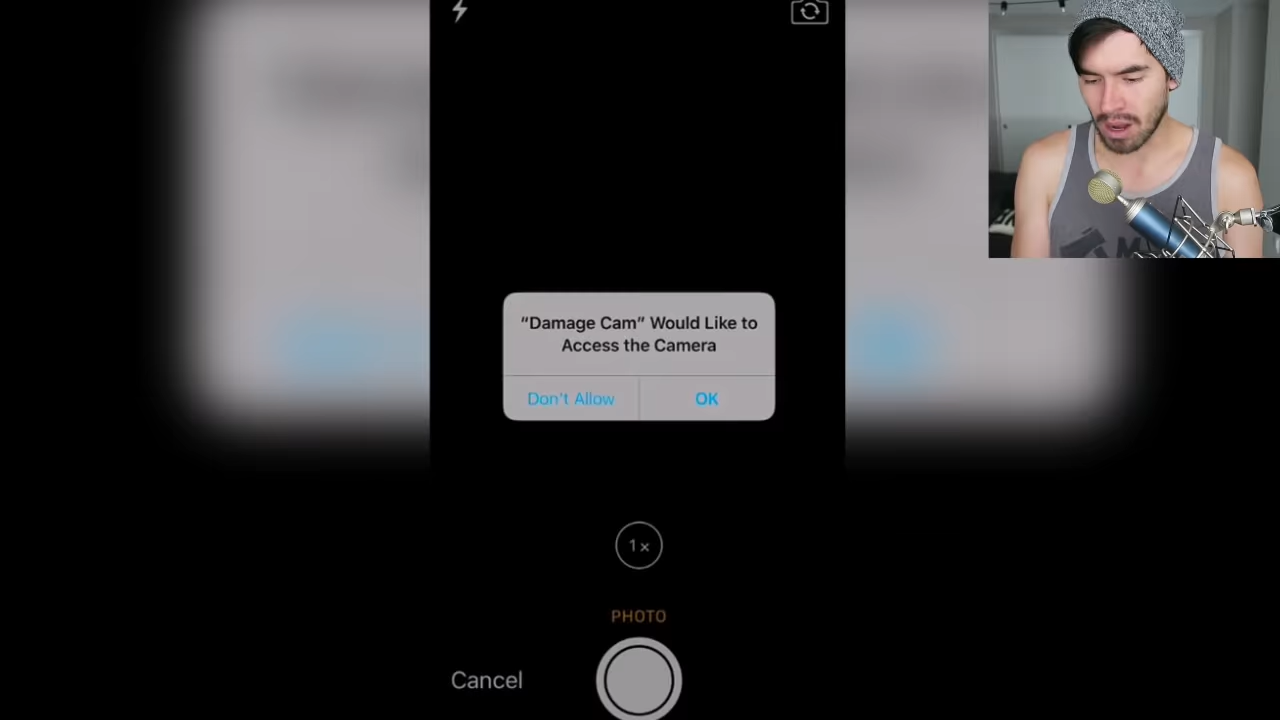 “Damage Cam” Would Like to
Access the Camera
Don't Allow
OK
1×
PHOTO
Cancel